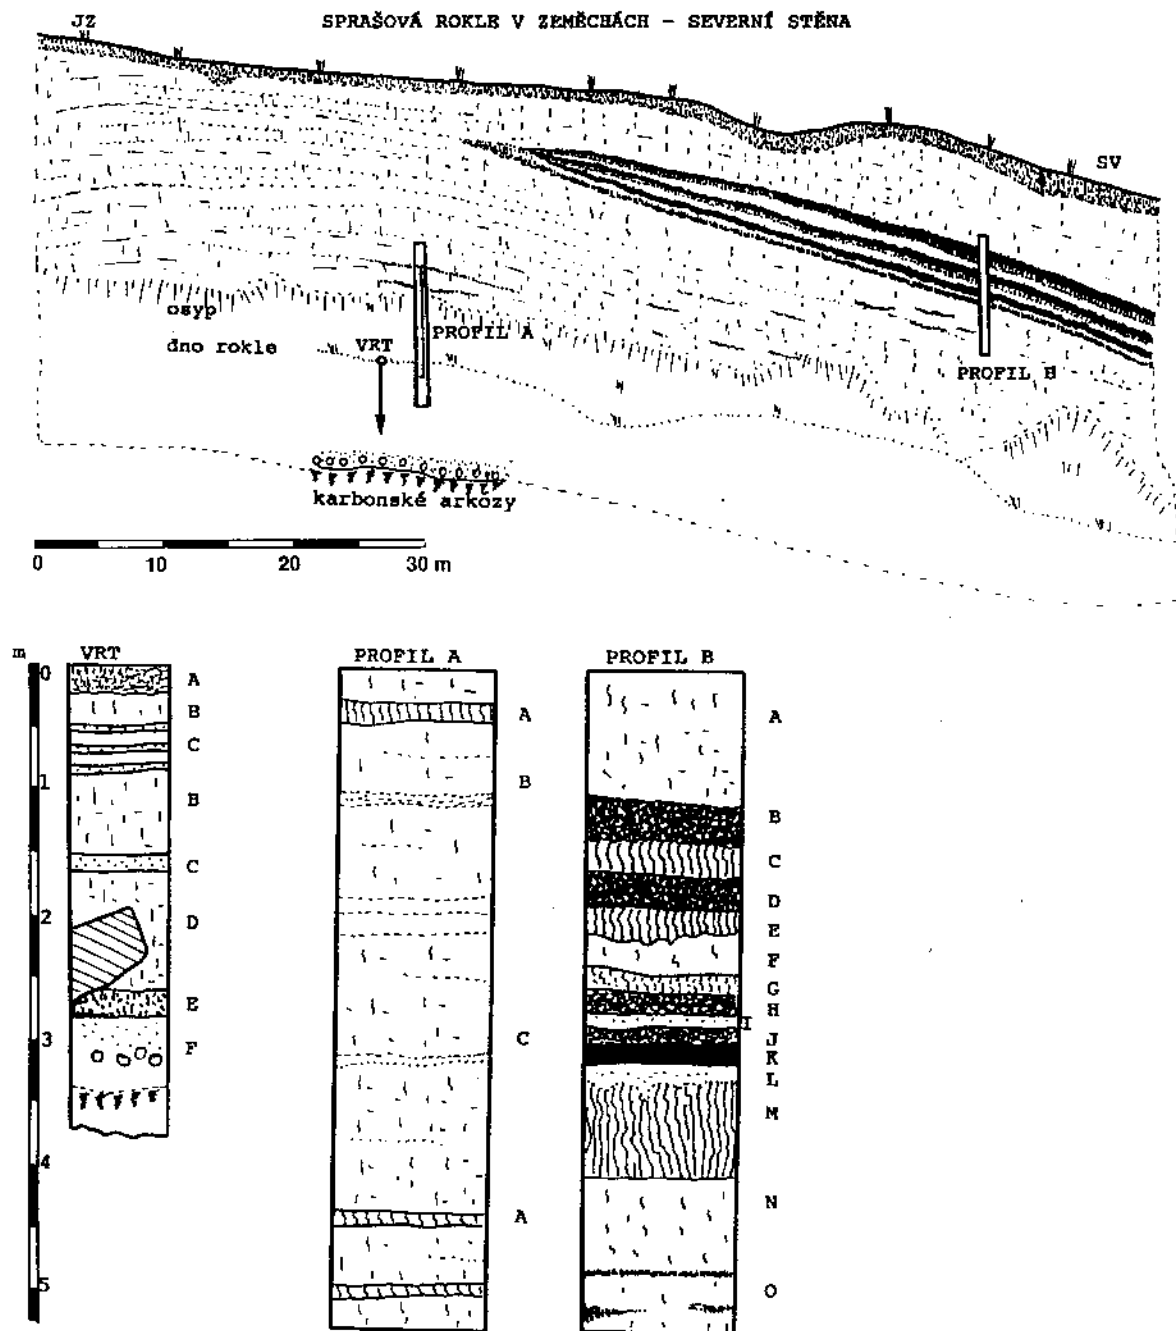 SPRAŠOVÁ ROKLE V ZEMĚCHÁCH - SEVERNÍ STĚNA
JZ
SV
osyp
PROFIL A
dno rokle
VRT
PROFIL B
karbonské arkózy
0 10 20 30 m
m VRT PROFIL A PROFIL B
0
A
B
C
1
B
C
2
D
E
3
F
4
5
A
B
C
A
A
B
C
D
E
F
G
H
I
J
K
L
M
N
O